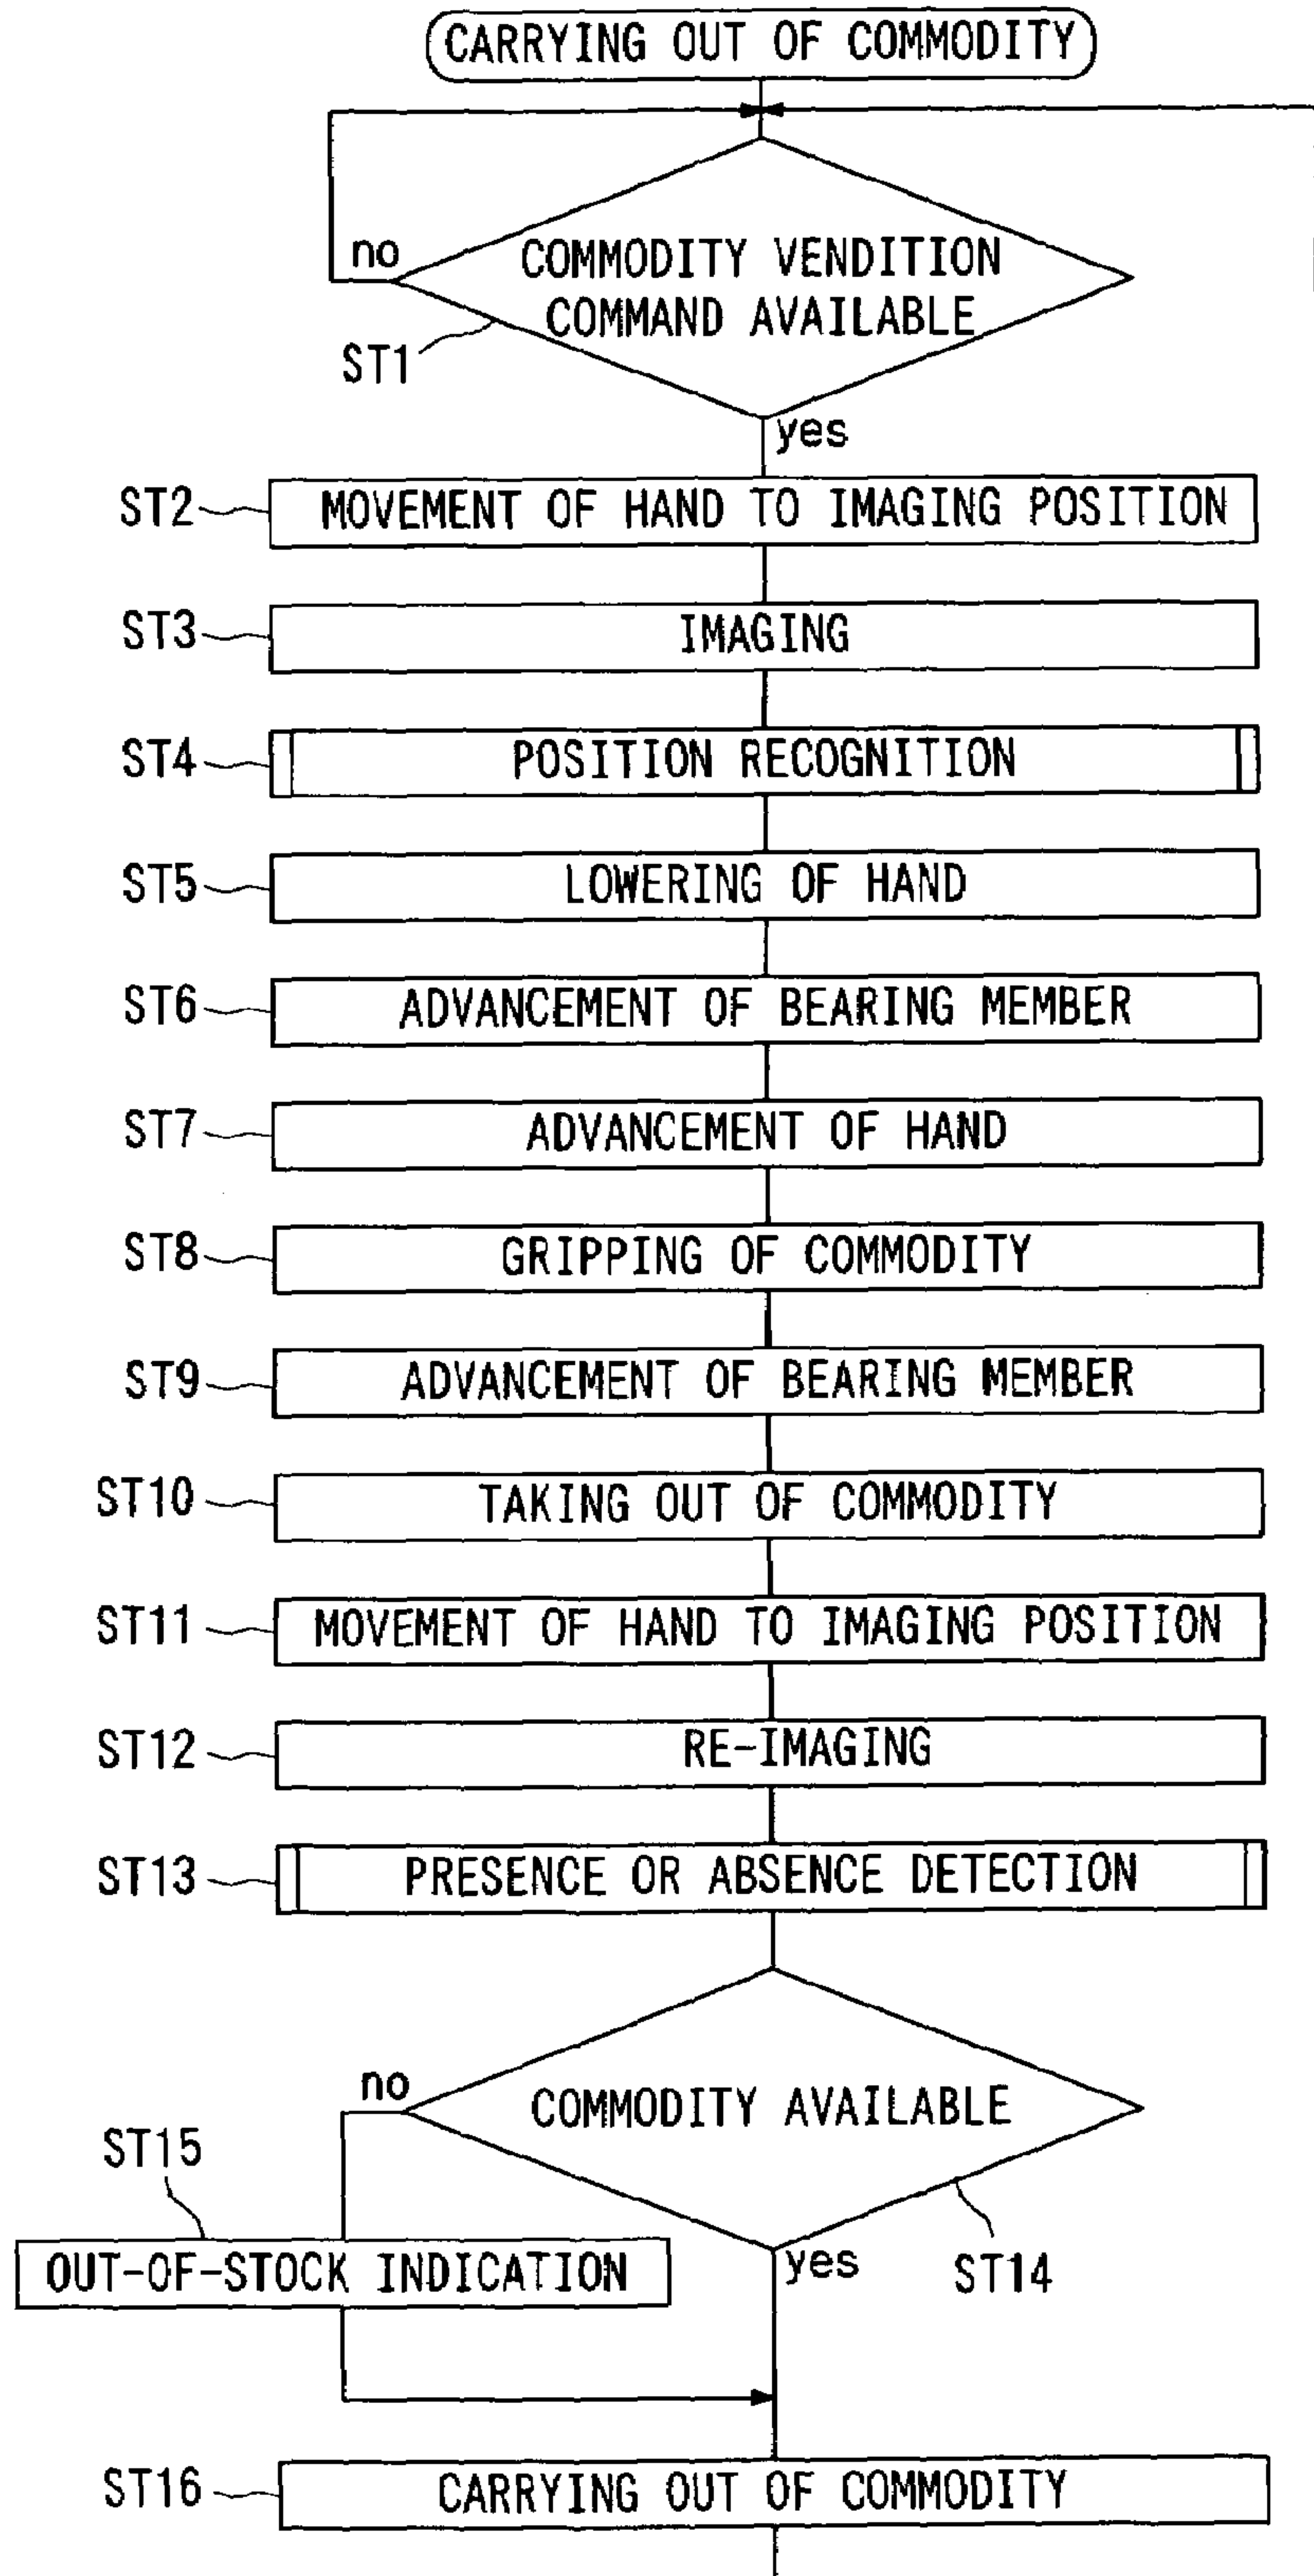 CARRYING OUT OF COMMODITY
no
COMMODITY VENDITION
COMMAND AVAILABLE
ST1
yes
ST2
MOVEMENT OF HAND TO IMAGING POSITION
ST3
IMAGING
ST4
POSITION RECOGNITION
ST5
LOWERING OF HAND
ST6
ADVANCEMENT OF BEARING MEMBER
ST7
ADVANCEMENT OF HAND
ST8
GRIPPING OF COMMODITY
ST9
ADVANCEMENT OF BEARING MEMBER
ST10
TAKING OUT OF COMMODITY
ST11
MOVEMENT OF HAND TO IMAGING POSITION
ST12
RE-IMAGING
ST13
PRESENCE OR ABSENCE DETECTION
no
COMMODITY AVAILABLE
ST15
OUT-OF-STOCK INDICATION
yes
ST14
ST16
CARRYING OUT OF COMMODITY